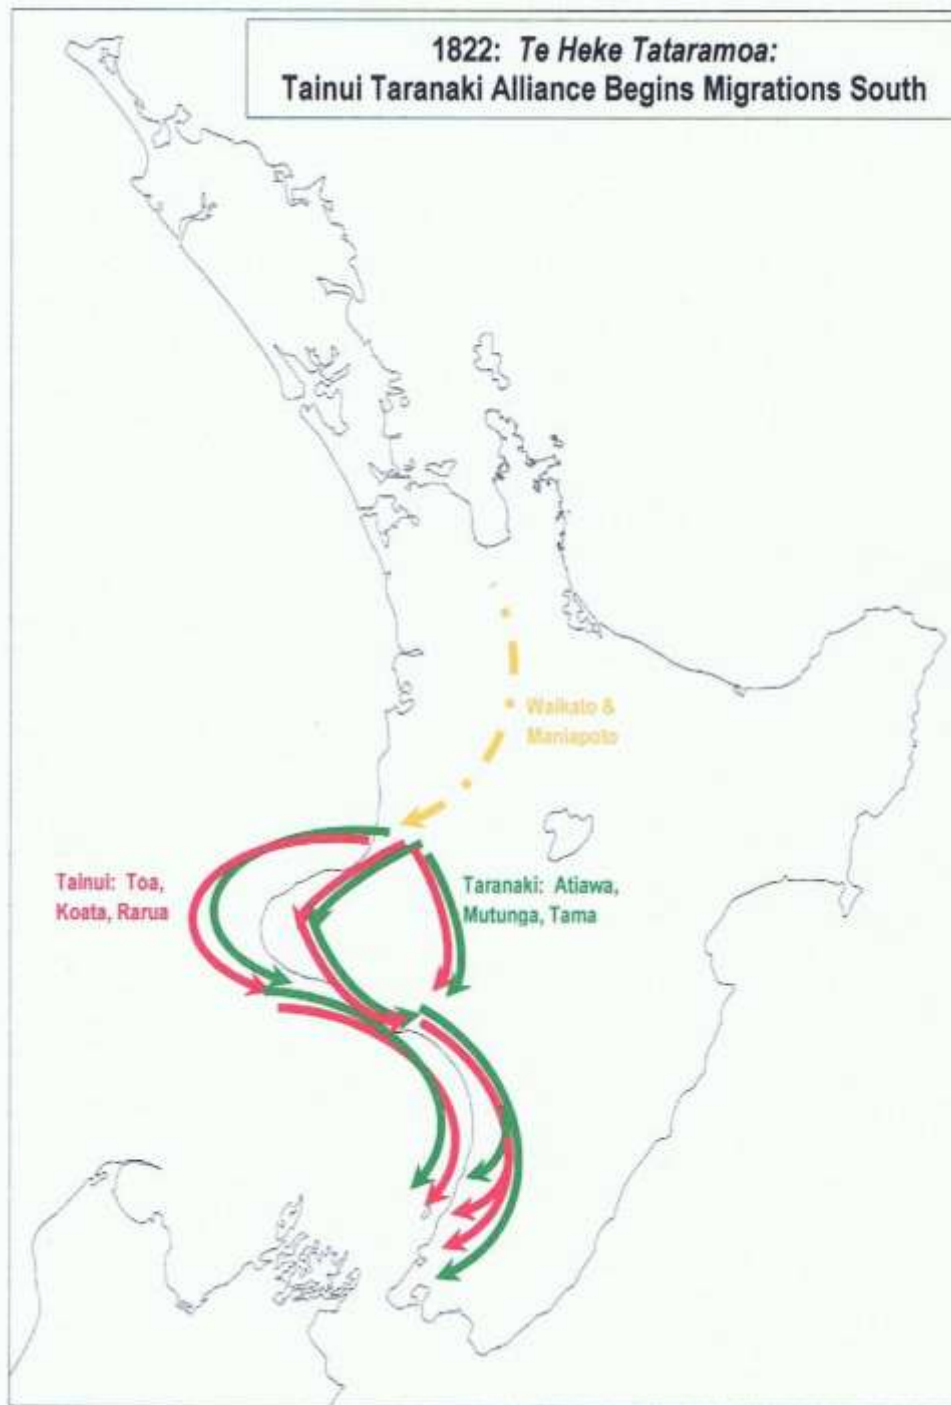 1822: Te Heke Tataramoa:
Tainui Taranaki Alliance Begins Migrations South
Waikato &
Maniapoto
Tainui: Toa,
Koata, Rarua
Taranaki: Atiawa,
Mutunga, Tama